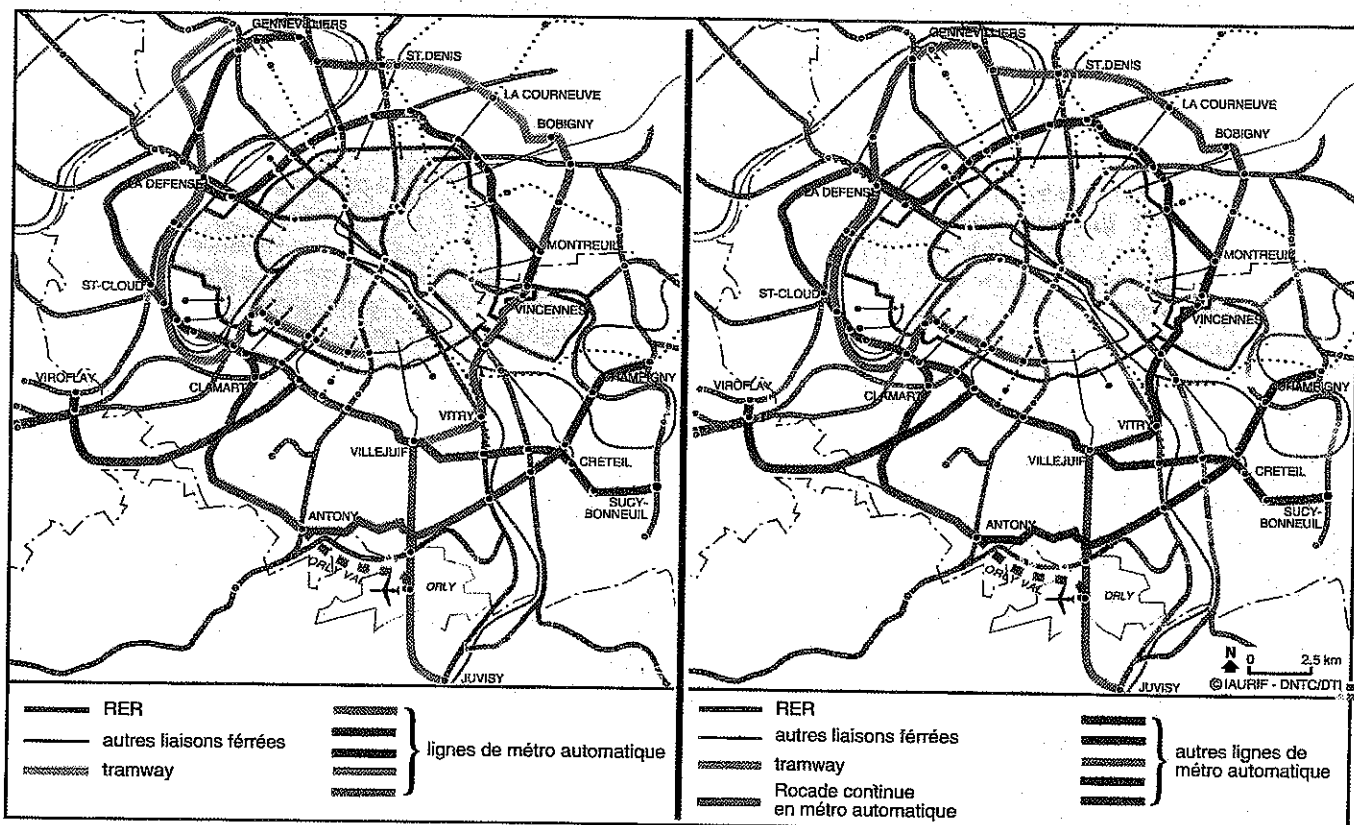 GENNEVILLIERS
ST.DENIS
LA COURNEUVE
BOBIGNY
LA DEFENSE
MONTREUIL
ST-CLOUD
VINCENNES
VIROFLAY
CLAMART
CHAMPIGNY
VITRY
VILLEJUIF
CRETEIL
SUCY-
BONNEUIL
ANTONY
ORLY VAL
ORLY
JUVISY
RER
autres liaisons férrées
tramway
lignes de métro automatique
GENNEVILLIERS
ST.DENIS
LA COURNEUVE
BOBIGNY
LA DEFENSE
MONTREUIL
ST-CLOUD
VINCENNES
VIROFLAY
CLAMART
CHAMPIGNY
VITRY
VILLEJUIF
CRETEIL
SUCY-
BONNEUIL
ANTONY
ORLY VAL
ORLY
N 0 2.5 km
© IAURIF - DNTC/DTI
JUVISY
RER
autres liaisons férrées
tramway
Rocade continue
en métro automatique
autres lignes de
métro automatique